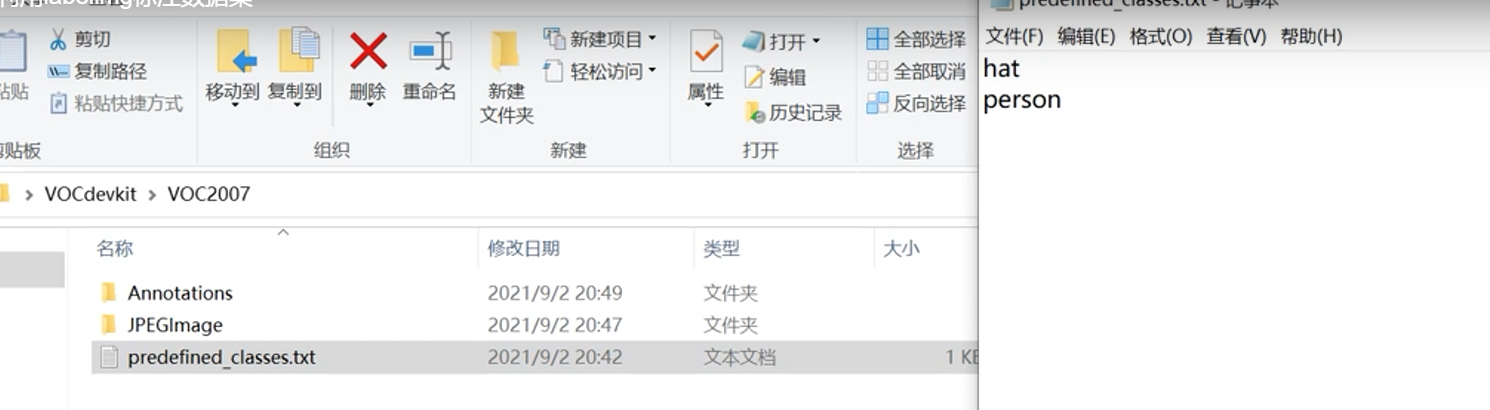 利用labelimg标注数据集
剪切
复制路径
粘贴快捷方式
粘贴
剪贴板
移动到
复制到
删除
重命名
组织
新建
文件夹
新建项目
轻松访问
新建
属性
打开
编辑
历史记录
打开
全部选择
全部取消
反向选择
选择
VOCdevkit > VOC2007
名称 修改日期 类型 大小
Annotations 2021/9/2 20:49 文件夹
JPEGImage 2021/9/2 20:47 文件夹
predefined_classes.txt 2021/9/2 20:42 文本文档 1 KB
predefined_classes.txt - 记事本
文件(F) 编辑(E) 格式(O) 查看(V) 帮助(H)
hat
person